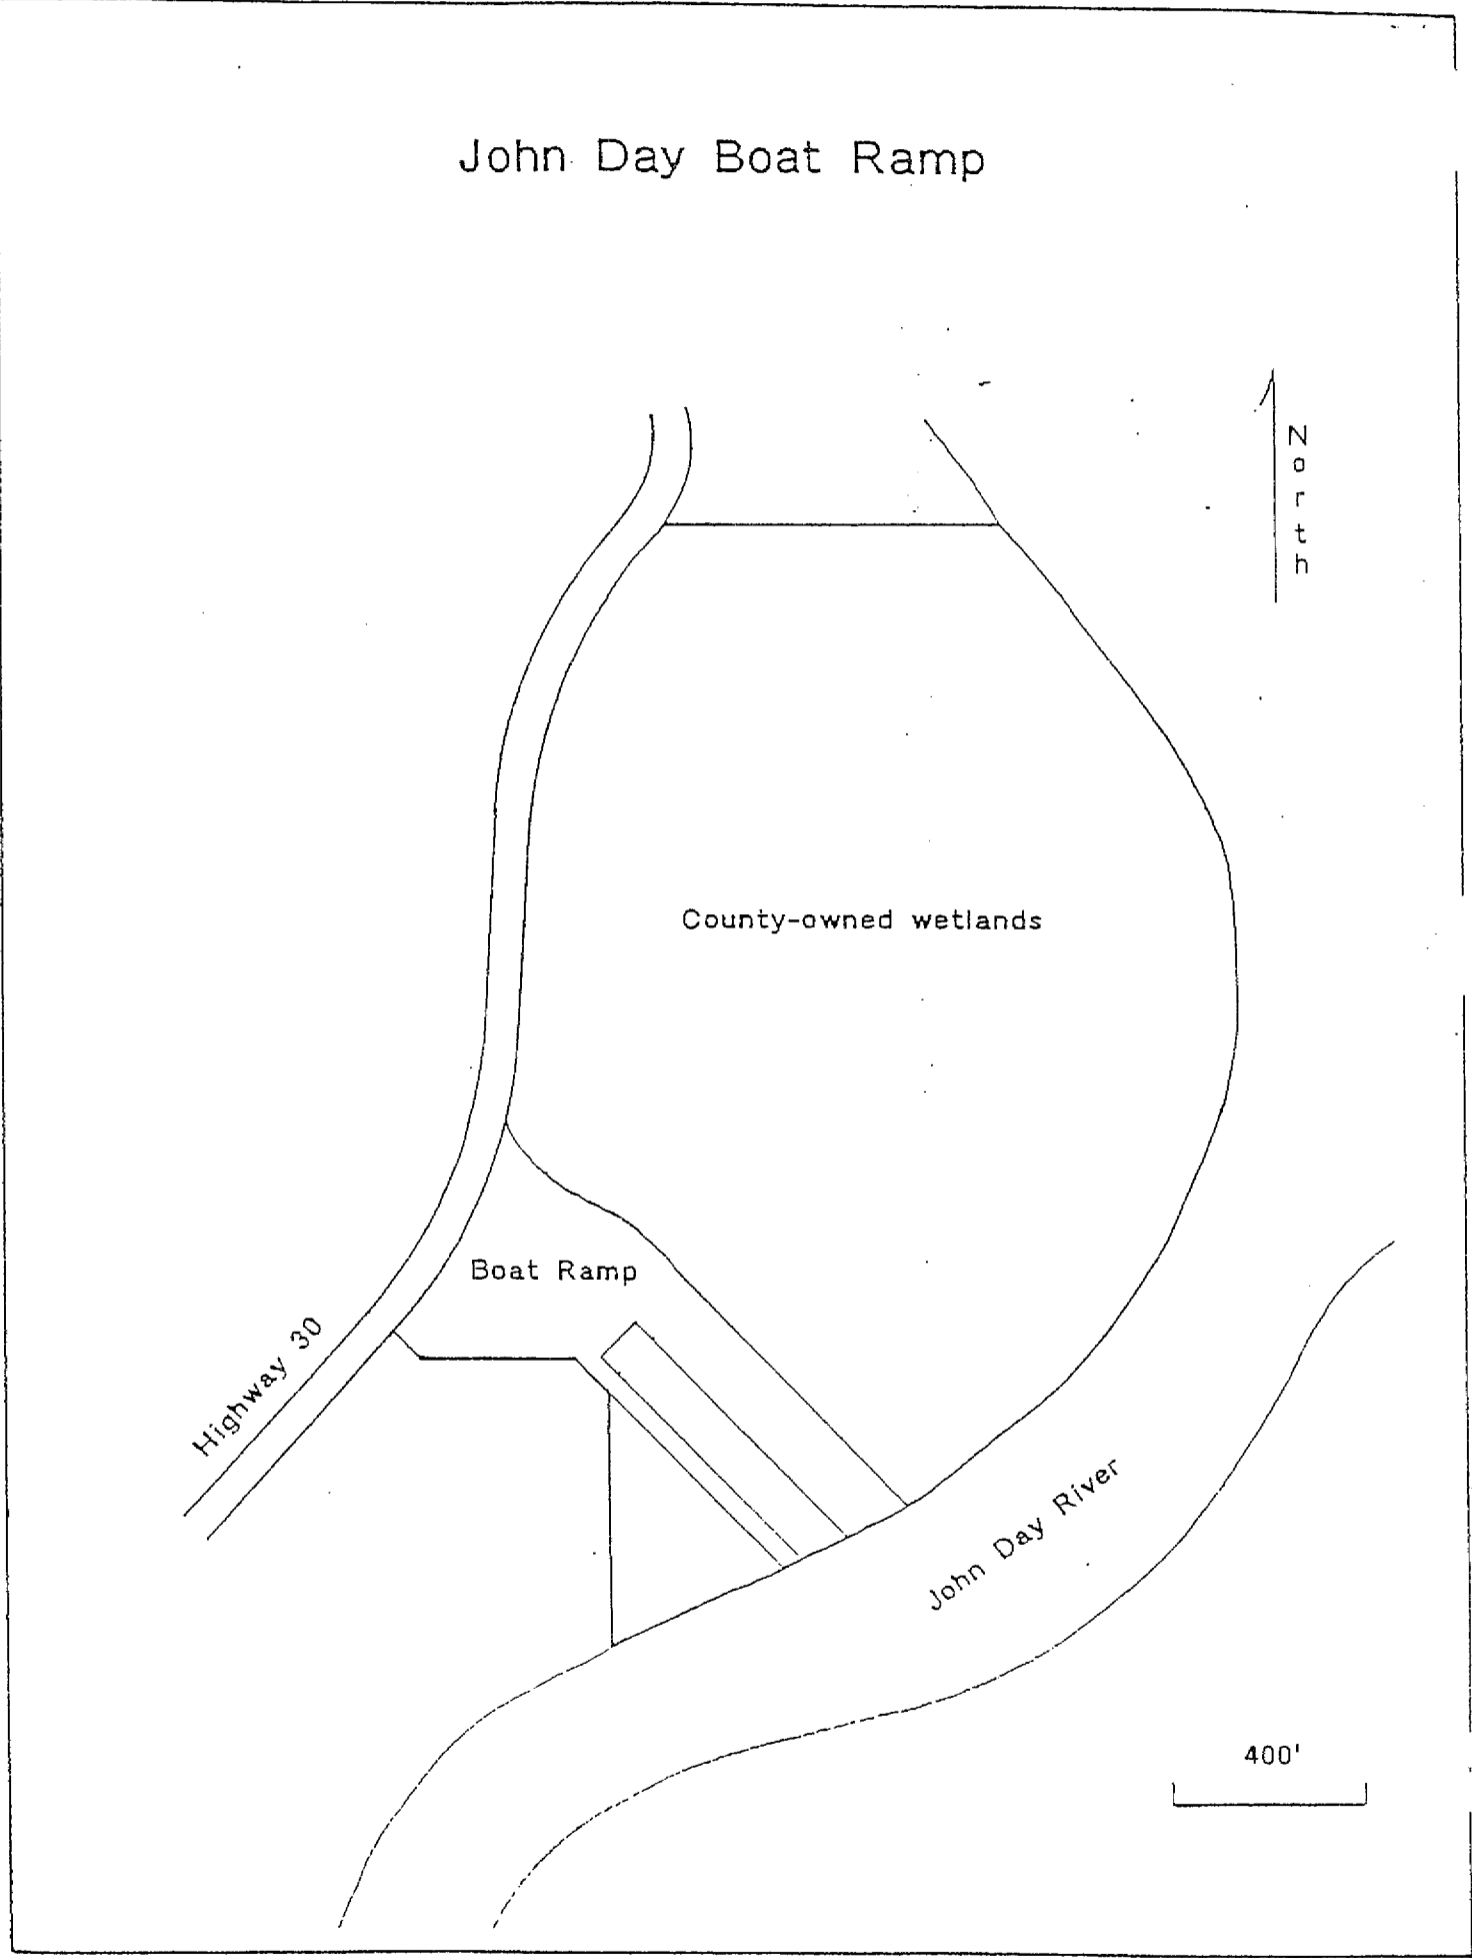 John Day Boat Ramp
North
County-owned wetlands
Boat Ramp
Highway 30
John Day River
400'